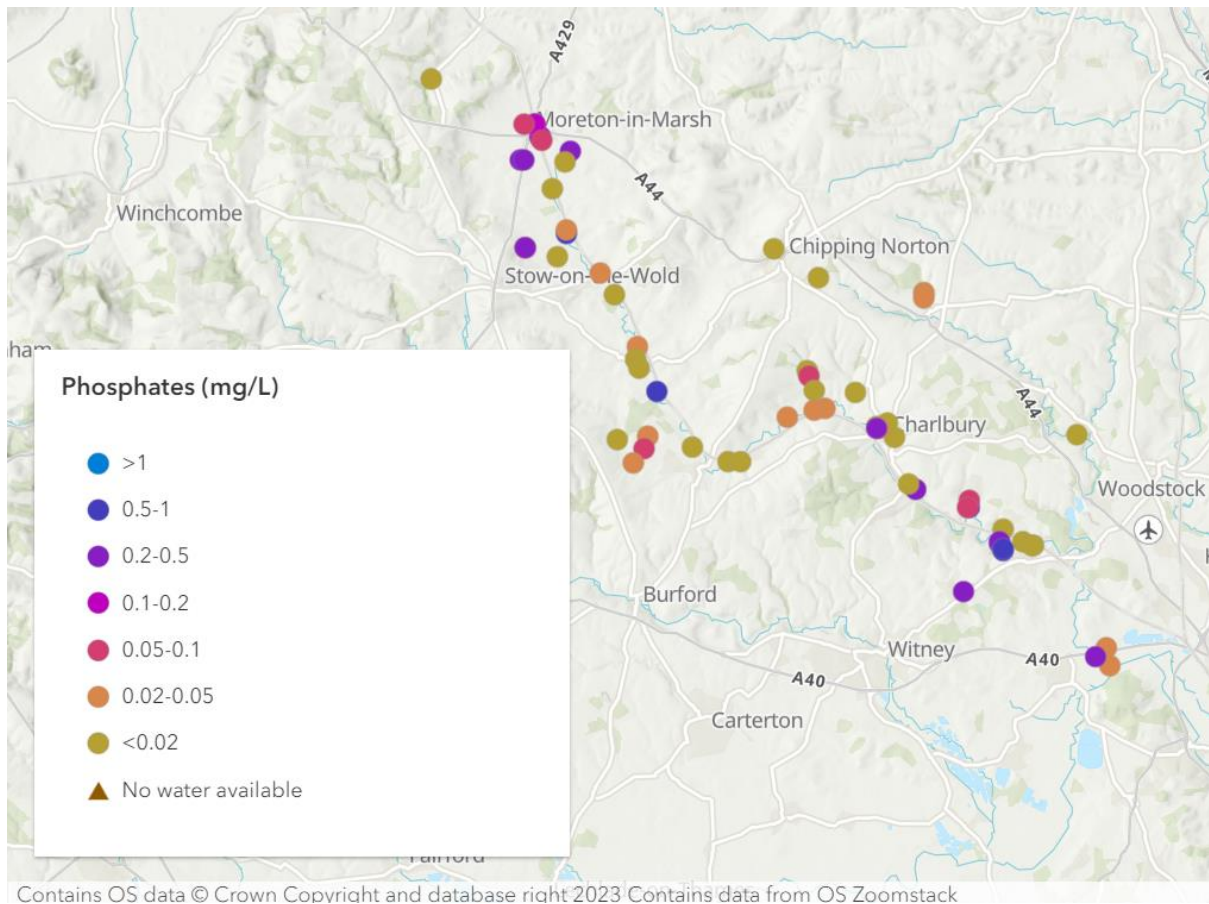 A429
Moreton-in-Marsh
A44
Winchcombe
Chipping Norton
Stow-on-the-Wold
ham
Phosphates (mg/L)
>1
0.5-1
0.2-0.5
0.1-0.2
0.05-0.1
0.02-0.05
<0.02
No water available
A44
Charlbury
Woodstock
Burford
Witney
A40
A40
Carterton
Fairford
Contains OS data © Crown Copyright and database right 2023 Contains data from OS Zoomstack